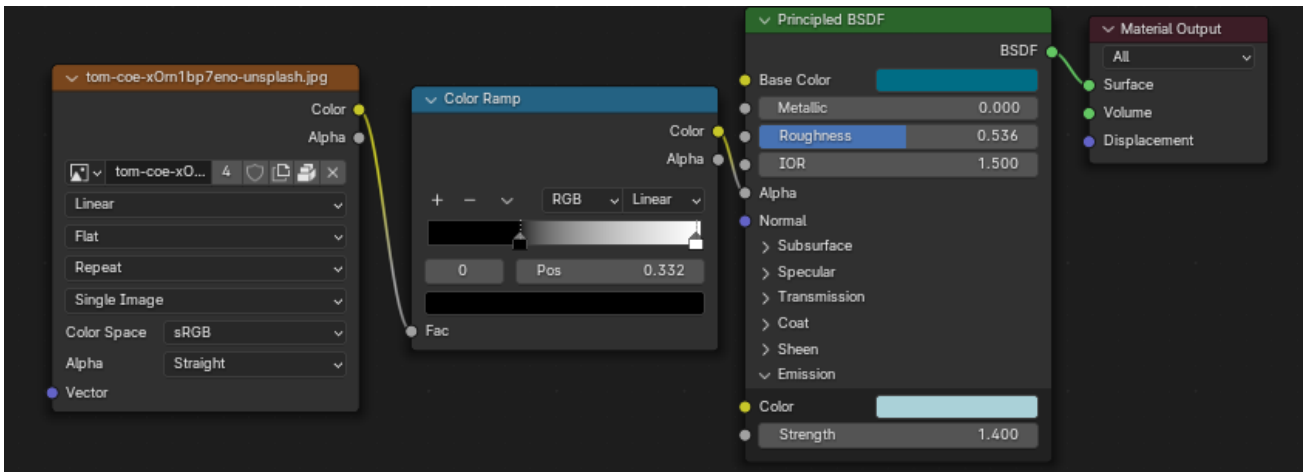 tom-coe-x0rn1bp7eno-unsplash.jpg
Color
Alpha
tom-coe-x0... 4
Linear
Flat
Repeat
Single Image
Color Space sRGB
Alpha Straight
Vector
Color Ramp
Color
Alpha
RGB Linear
0 Pos 0.332
Fac
Principled BSDF
BSDF
Base Color
Metallic 0.000
Roughness 0.536
IOR 1.500
Alpha
Normal
Subsurface
Specular
Transmission
Coat
Sheen
Emission
Color
Strength 1.400
Material Output
All
Surface
Volume
Displacement